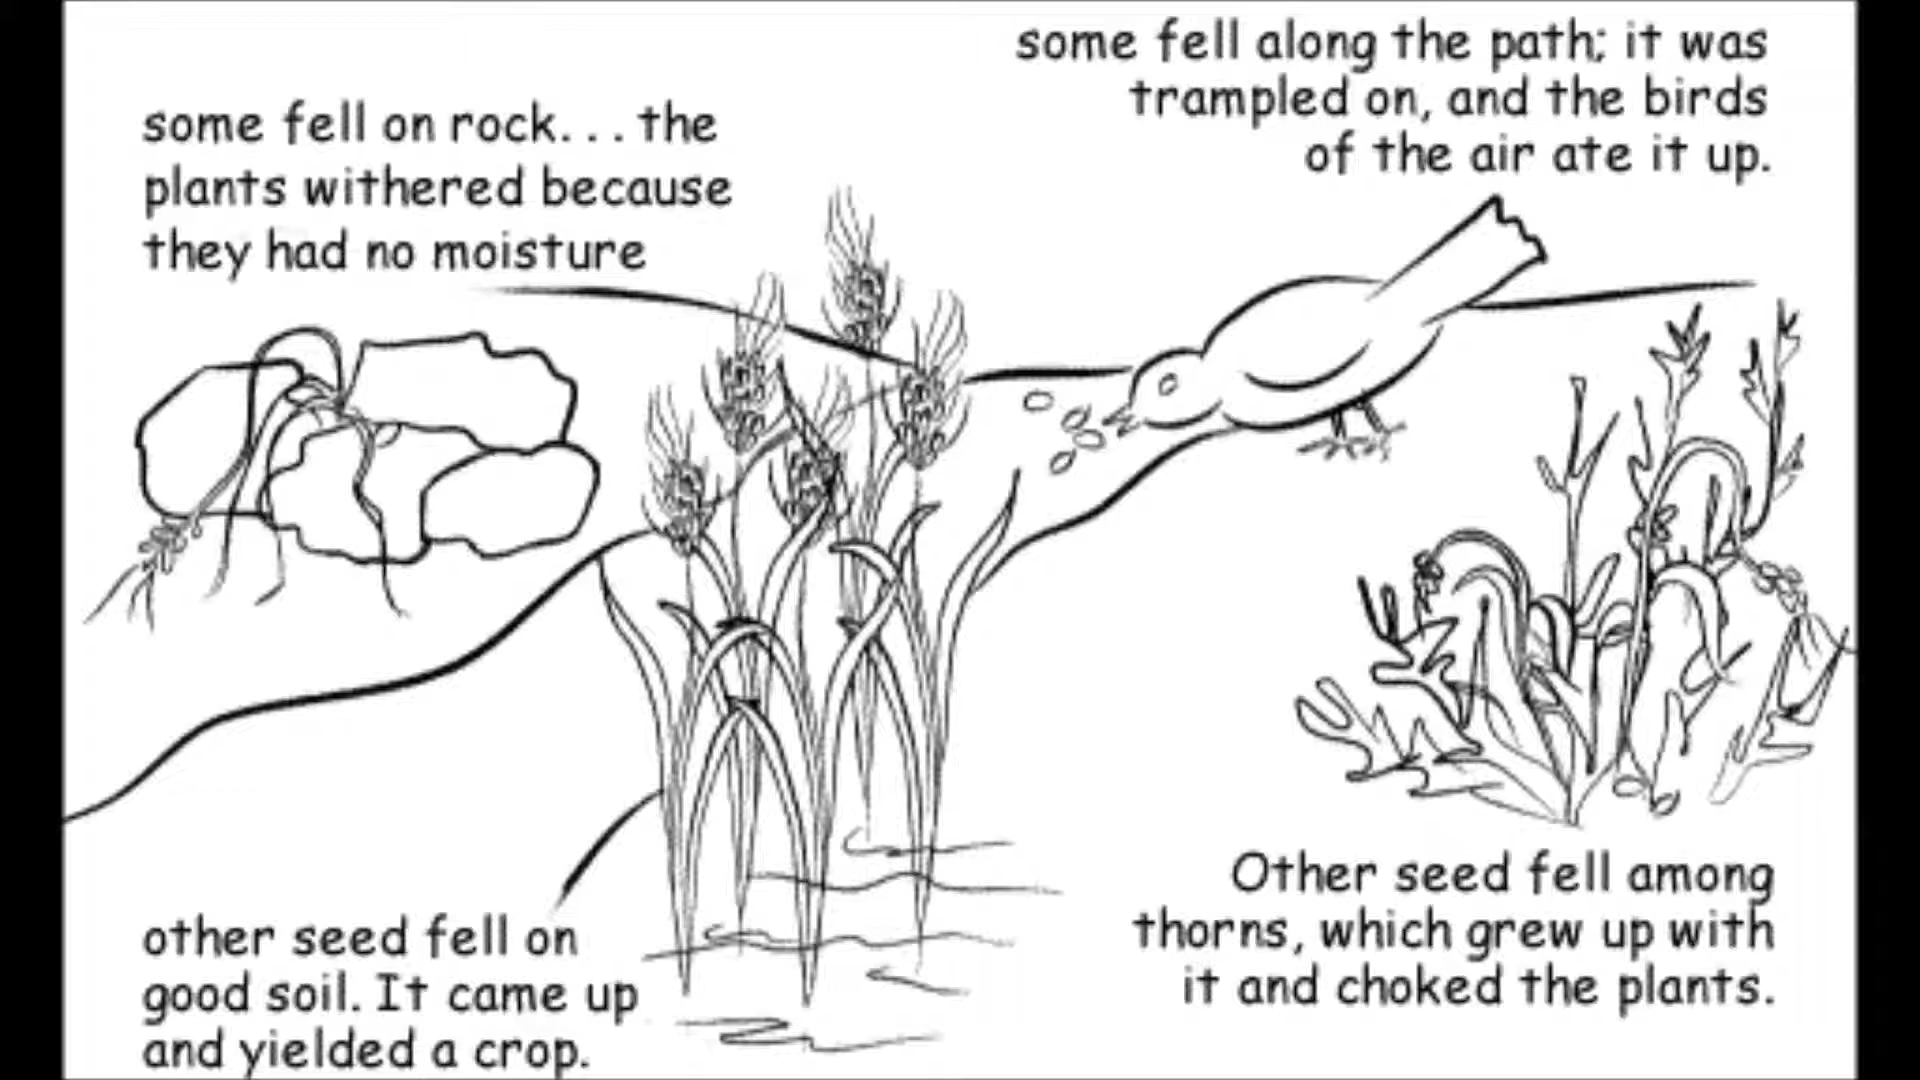 some fell along the path; it was
trampled on, and the birds
of the air ate it up.
some fell on rock. . . the
plants withered because
they had no moisture
Other seed fell among
thorns, which grew up with
it and choked the plants.
other seed fell on
good soil. It came up
and yielded a crop.